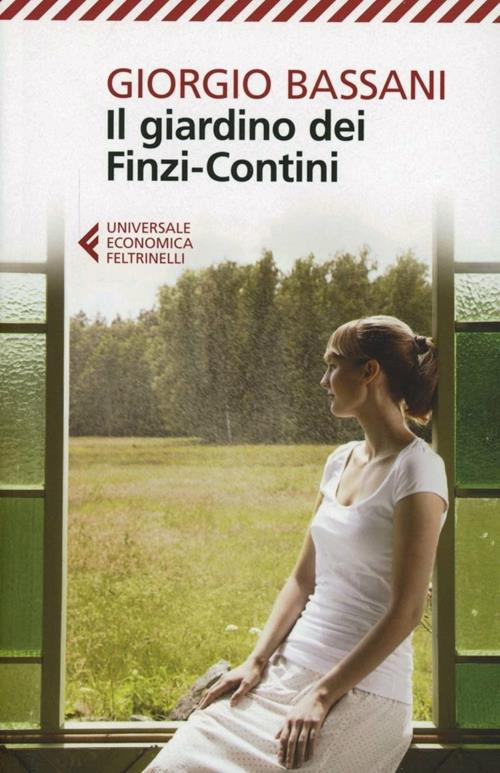 GIORGIO BASSANI
Il giardino dei
Finzi-Contini
UNIVERSALE
ECONOMICA
FELTRINELLI